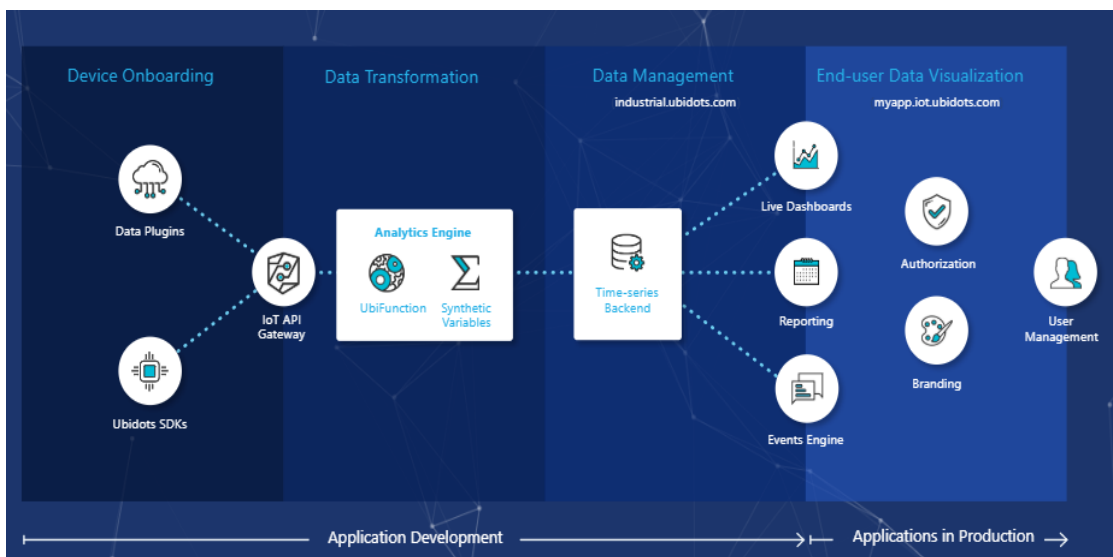 Device Onboarding
Data Transformation
Data Management
End-user Data Visualization
industrial.ubidots.com
myapp.iot.ubidots.com
Data Plugins
Ubidots SDKs
IoT API
Gateway
Analytics Engine
UbiFunction
Synthetic
Variables
Time-series
Backend
Live Dashboards
Reporting
Events Engine
Authorization
Branding
User
Management
Application Development
Applications in Production